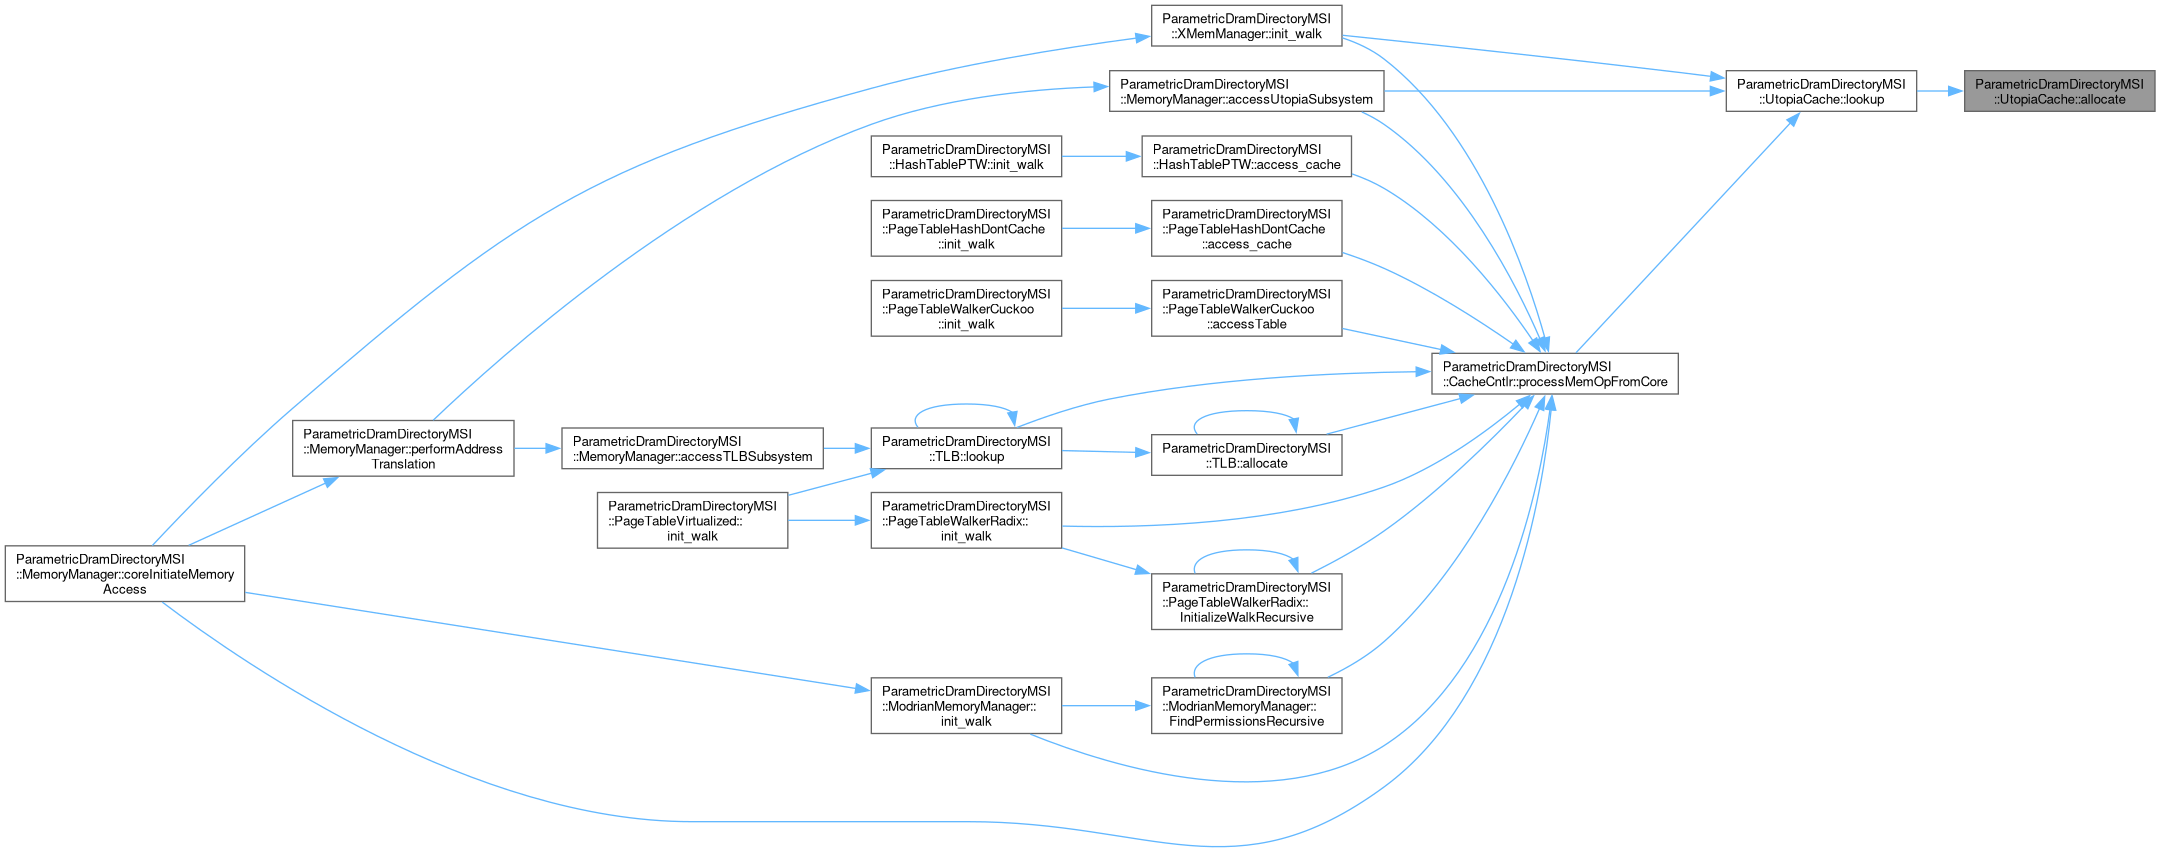 ParametricDramDirectoryMSI
::XMemManager::init_walk
ParametricDramDirectoryMSI
::MemoryManager::accessUtopiaSubsystem
ParametricDramDirectoryMSI
::UtopiaCache::lookup
ParametricDramDirectoryMSI
::UtopiaCache::allocate
ParametricDramDirectoryMSI
::HashTablePTW::init_walk
ParametricDramDirectoryMSI
::HashTablePTW::access_cache
ParametricDramDirectoryMSI
::PageTableHashDontCache
::init_walk
ParametricDramDirectoryMSI
::PageTableHashDontCache
::access_cache
ParametricDramDirectoryMSI
::PageTableWalkerCuckoo
::init_walk
ParametricDramDirectoryMSI
::PageTableWalkerCuckoo
::accessTable
ParametricDramDirectoryMSI
::CacheCntlr::processMemOpFromCore
ParametricDramDirectoryMSI
::MemoryManager::performAddress
Translation
ParametricDramDirectoryMSI
::MemoryManager::accessTLBSubsystem
ParametricDramDirectoryMSI
::TLB::lookup
ParametricDramDirectoryMSI
::TLB::allocate
ParametricDramDirectoryMSI
::PageTableVirtualized::
init_walk
ParametricDramDirectoryMSI
::PageTableWalkerRadix::
init_walk
ParametricDramDirectoryMSI
::MemoryManager::coreInitiateMemory
Access
ParametricDramDirectoryMSI
::PageTableWalkerRadix::
InitializeWalkRecursive
ParametricDramDirectoryMSI
::ModrianMemoryManager::
init_walk
ParametricDramDirectoryMSI
::ModrianMemoryManager::
FindPermissionsRecursive